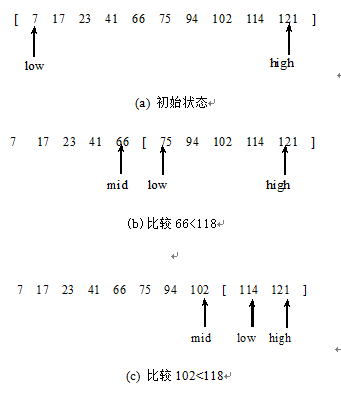 [ 7 17 23 41 66 75 94 102 114 121 ]
low high
(a) 初始状态
7 17 23 41 66 [ 75 94 102 114 121 ]
mid low high
(b)比较 66<118
7 17 23 41 66 75 94 102 [ 114 121 ]
mid low high
(c) 比较 102<118